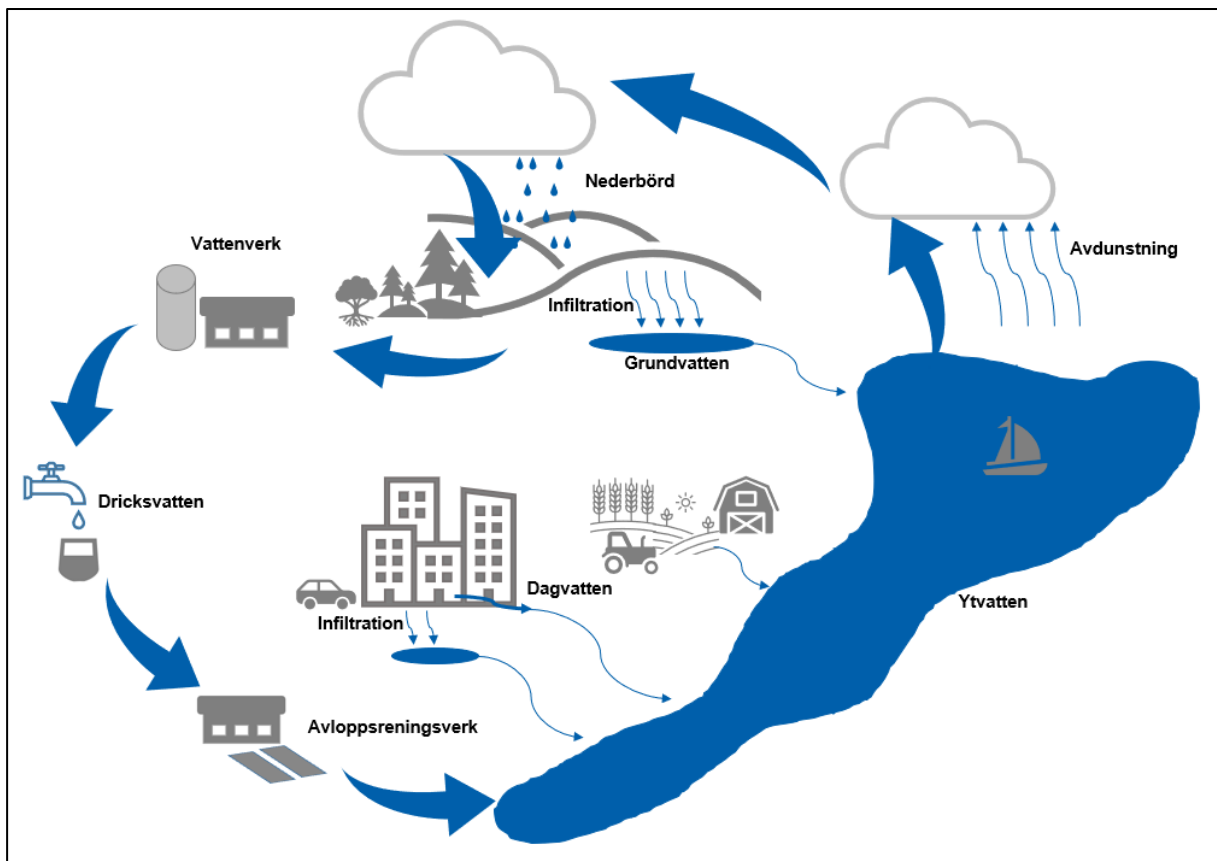 Nederbörd
Avdunstning
Vattenverk
Infiltration
Grundvatten
Dricksvatten
Dagvatten
Infiltration
Ytvatten
Avloppsreningsverk